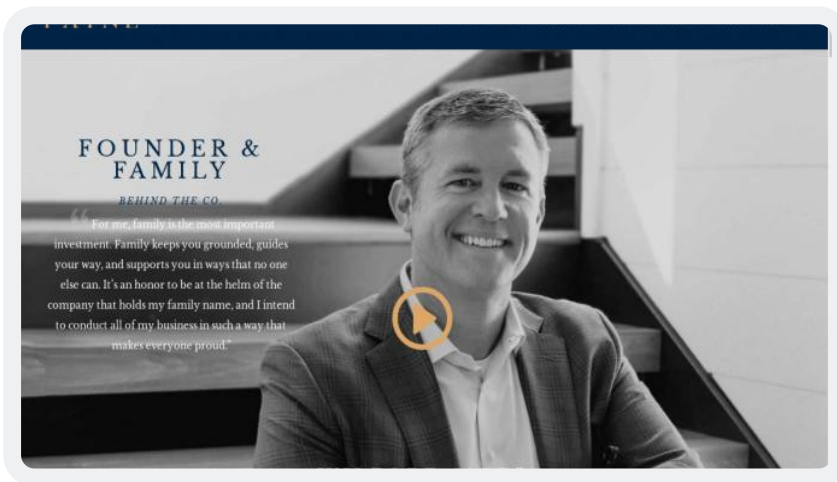 FOUNDER &
FAMILY
BEHIND THE CO.
“ For me, family is the most important
investment. Family keeps you grounded, guides
your way, and supports you in ways that no one
else can. It's an honor to be at the helm of the
company that holds my family name, and I intend
to conduct all of my business in such a way that
makes everyone proud.”